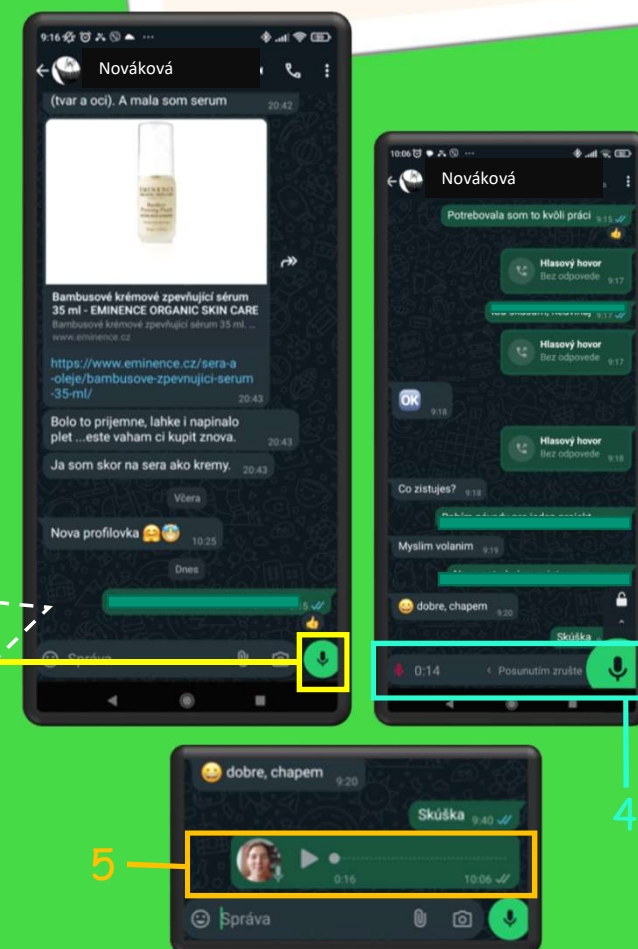 9:16
Nováková
(tvar a oci). A mala som serum
20:42
EMINENCE
Bambusové krémové zpevňující sérum
35 ml - EMINENCE ORGANIC SKIN CARE
Bambusové krémové zpevňující sérum 35 ml. ...
www.eminence.cz
https://www.eminence.cz/sera-a
-oleje/bambusove-zpevnujici-serum
-35-ml/
20:43
Bolo to prijemne, lahke i napinalo
plet ...este vaham ci kupit znova.
20:43
Ja som skor na sera ako kremy.
20:43
Včera
Nova profilovka
10:25
Dnes
Správa
10:06
Nováková
Potrebovala som to kvôli práci
9:15
Hlasový hovor
Bez odpovede
9:17
9:17
Hlasový hovor
Bez odpovede
9:17
OK
9:18
Hlasový hovor
Bez odpovede
9:18
Co zistujes?
9:18
Myslim volanim
9:19
dobre, chapem
9:20
Skúška
0:14
‹ Posunutím zrušte
4
dobre, chapem
9:20
Skúška
9:40
5
0:16
10:06
Správa